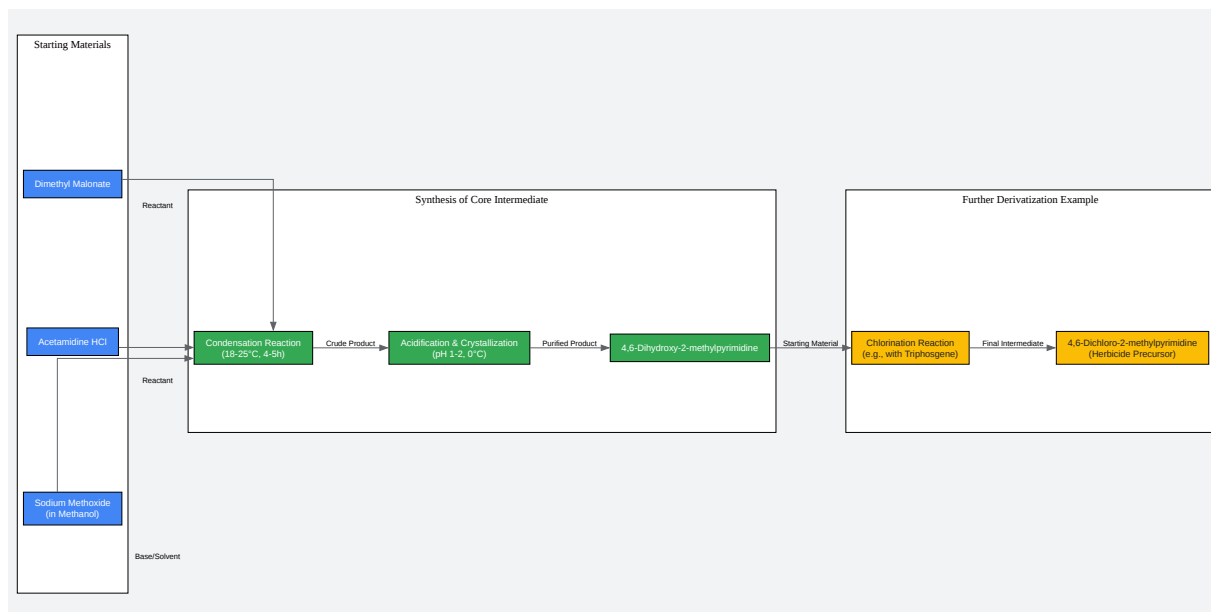 Starting Materials
Dimethyl Malonate
Reactant
Acetamidine HCl
Reactant
Sodium Methoxide
(in Methanol)
Base/Solvent
Synthesis of Core Intermediate
Condensation Reaction
(18-25°C, 4-5h)
Crude Product
Acidification & Crystallization
(pH 1-2, 0°C)
Purified Product
4,6-Dihydroxy-2-methylpyrimidine
Starting Material
Further Derivatization Example
Chlorination Reaction
(e.g., with Triphosgene)
Final Intermediate
4,6-Dichloro-2-methylpyrimidine
(Herbicide Precursor)